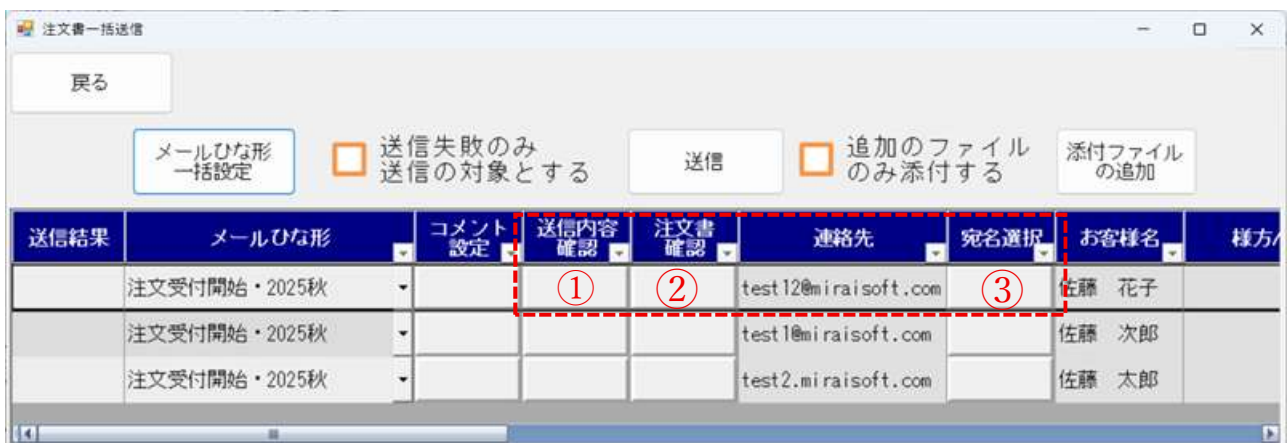 注文書一括送信
戻る
メールひな形
一括設定
送信失敗のみ
送信の対象とする
送信
追加のファイル
のみ添付する
添付ファイル
の追加
送信結果 メールひな形 コメント設定 送信内容確認 注文書確認 連絡先 宛名選択 お客様名 様方/
注文受付開始・2025秋 ① ② test12@miraisoft.com ③ 佐藤 花子
注文受付開始・2025秋 test1@miraisoft.com 佐藤 次郎
注文受付開始・2025秋 test2.miraisoft.com 佐藤 太郎